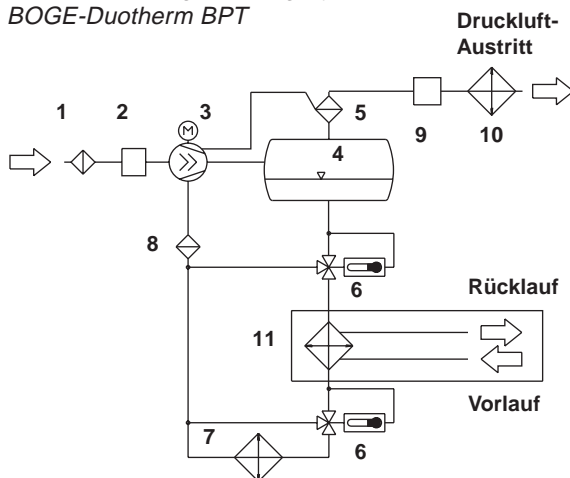 BOGE-Duotherm BPT
Druckluft-
Austritt
1
2
3
M
5
9
10
4
8
6
Rücklauf
11
Vorlauf
7
6